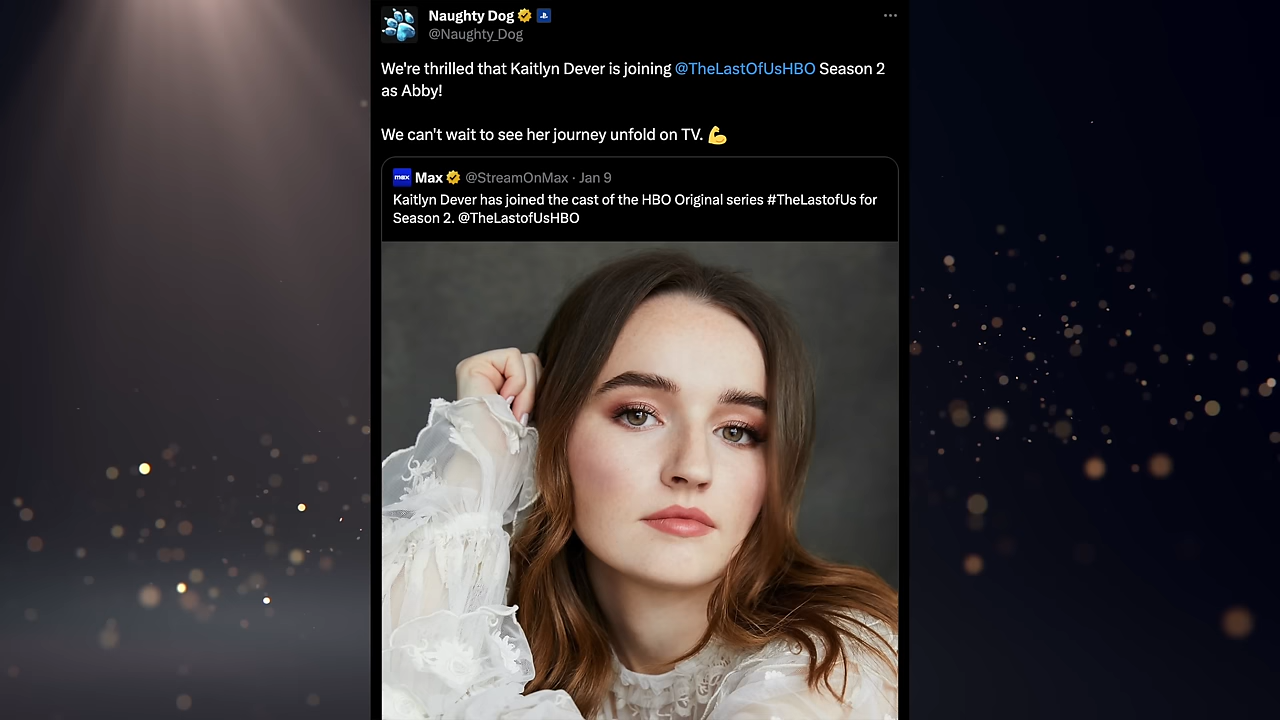 Naughty Dog
@Naughty_Dog
We're thrilled that Kaitlyn Dever is joining @TheLastOfUsHBO Season 2
as Abby!
We can't wait to see her journey unfold on TV. 💪
max Max @StreamOnMax · Jan 9
Kaitlyn Dever has joined the cast of the HBO Original series #TheLastofUs for
Season 2. @TheLastofUsHBO